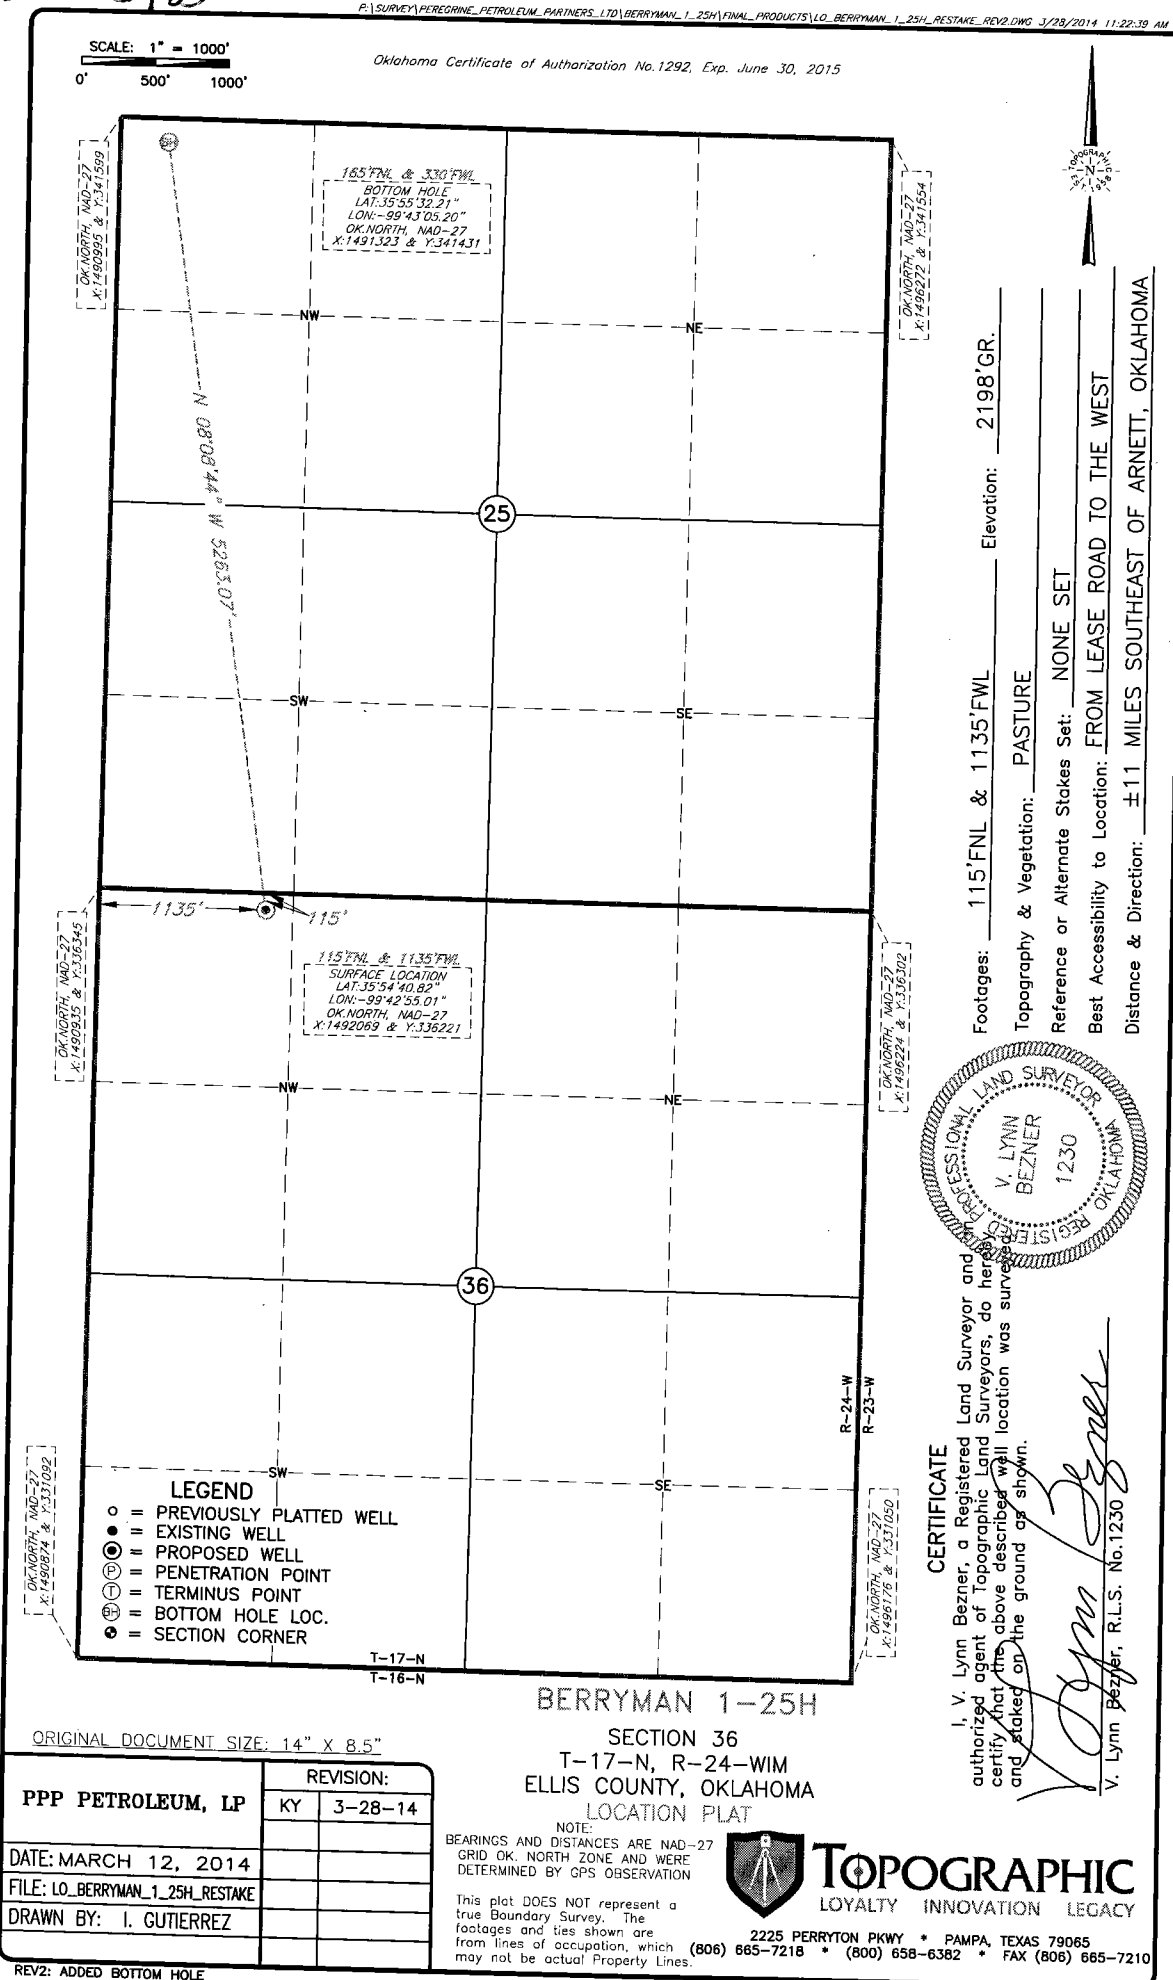 P:\SURVEY\PEREGRINE_PETROLEUM_PARTNERS_LTD\BERRYMAN_1_25H\FINAL_PRODUCTS\LO_BERRYMAN_1_25H_RESTAKE_REV2.DWG 3/28/2014 11:22:39 AM
SCALE: 1" = 1000'
0' 500' 1000'
Oklahoma Certificate of Authorization No.1292, Exp. June 30, 2015
TOPOGRAPHIC
N
EST. 1958
BH
OK.NORTH, NAD-27
X:1490995 & Y:341599
165'FNL & 330'FWL
BOTTOM HOLE
LAT:35°55'32.21"
LON:-99°43'05.20"
OK.NORTH, NAD-27
X:1491323 & Y:341431
OK.NORTH, NAD-27
X:1496272 & Y:341554
NW
NE
N 08°08'44" W 5263.07'
25
SW
SE
1135'
115'
OK.NORTH, NAD-27
X:1490935 & Y:336345
115'FNL & 1135'FWL
SURFACE LOCATION
LAT:35°54'40.82"
LON:-99°42'55.01"
OK.NORTH, NAD-27
X:1492069 & Y:336221
OK.NORTH, NAD-27
X:1496224 & Y:336302
NW
NE
36
R-24-W
R-23-W
SW
SE
OK.NORTH, NAD-27
X:1490874 & Y:331092
OK.NORTH, NAD-27
X:1496176 & Y:331050
LEGEND
o = PREVIOUSLY PLATTED WELL
● = EXISTING WELL
◉ = PROPOSED WELL
Ⓟ = PENETRATION POINT
Ⓣ = TERMINUS POINT
BH = BOTTOM HOLE LOC.
= SECTION CORNER
T-17-N
T-16-N
Footages: 115'FNL & 1135'FWL Elevation: 2198'GR.
Topography & Vegetation: PASTURE
Reference or Alternate Stakes Set: NONE SET
Best Accessibility to Location: FROM LEASE ROAD TO THE WEST
Distance & Direction: ±11 MILES SOUTHEAST OF ARNETT, OKLAHOMA
REGISTERED PROFESSIONAL LAND SURVEYOR
V. LYNN
BEZNER
1230
OKLAHOMA
CERTIFICATE
I, V. Lynn Bezner, a Registered Land Surveyor and an
authorized agent of Topographic Land Surveyors, do hereby
certify that the above described well location was surveyed
and staked on the ground as shown.
V. Lynn Bezner
V. Lynn Bezner, R.L.S. No.1230
BERRYMAN 1-25H
SECTION 36
T-17-N, R-24-WIM
ELLIS COUNTY, OKLAHOMA
LOCATION PLAT
ORIGINAL DOCUMENT SIZE: 14" X 8.5"
PPP PETROLEUM, LP
REVISION:
KY 3-28-14
DATE: MARCH 12, 2014
FILE: LO_BERRYMAN_1_25H_RESTAKE
DRAWN BY: I. GUTIERREZ
REV2: ADDED BOTTOM HOLE
NOTE:
BEARINGS AND DISTANCES ARE NAD-27
GRID OK. NORTH ZONE AND WERE
DETERMINED BY GPS OBSERVATION
This plat DOES NOT represent a
true Boundary Survey. The
footages and ties shown are
from lines of occupation, which
may not be actual Property Lines.
TOPOGRAPHIC
LOYALTY INNOVATION LEGACY
2225 PERRYTON PKWY * PAMPA, TEXAS 79065
(806) 665-7218 * (800) 658-6382 * FAX (806) 665-7210